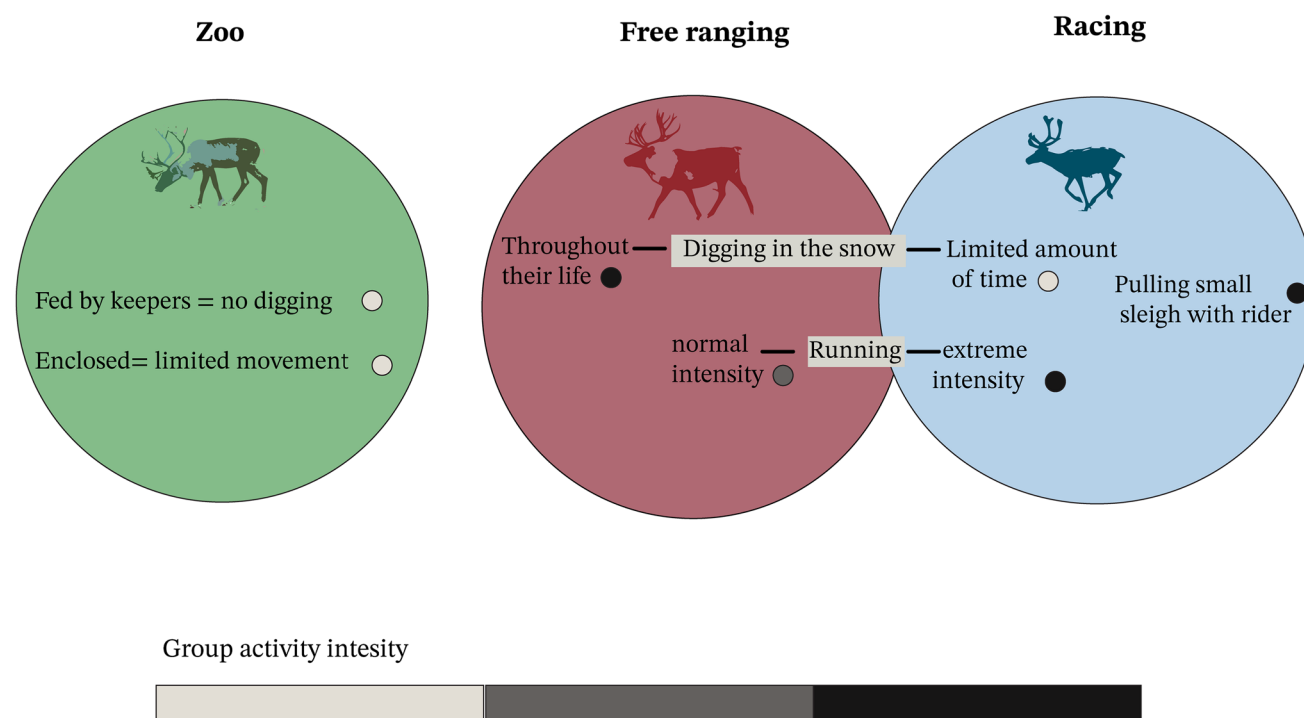 Zoo
Free ranging
Racing
Fed by keepers = no digging
Enclosed= limited movement
Throughout
their life
Digging in the snow
Limited amount
of time
Pulling small
sleigh with rider
normal
intensity
Running
extreme
intensity
Group activity intesity